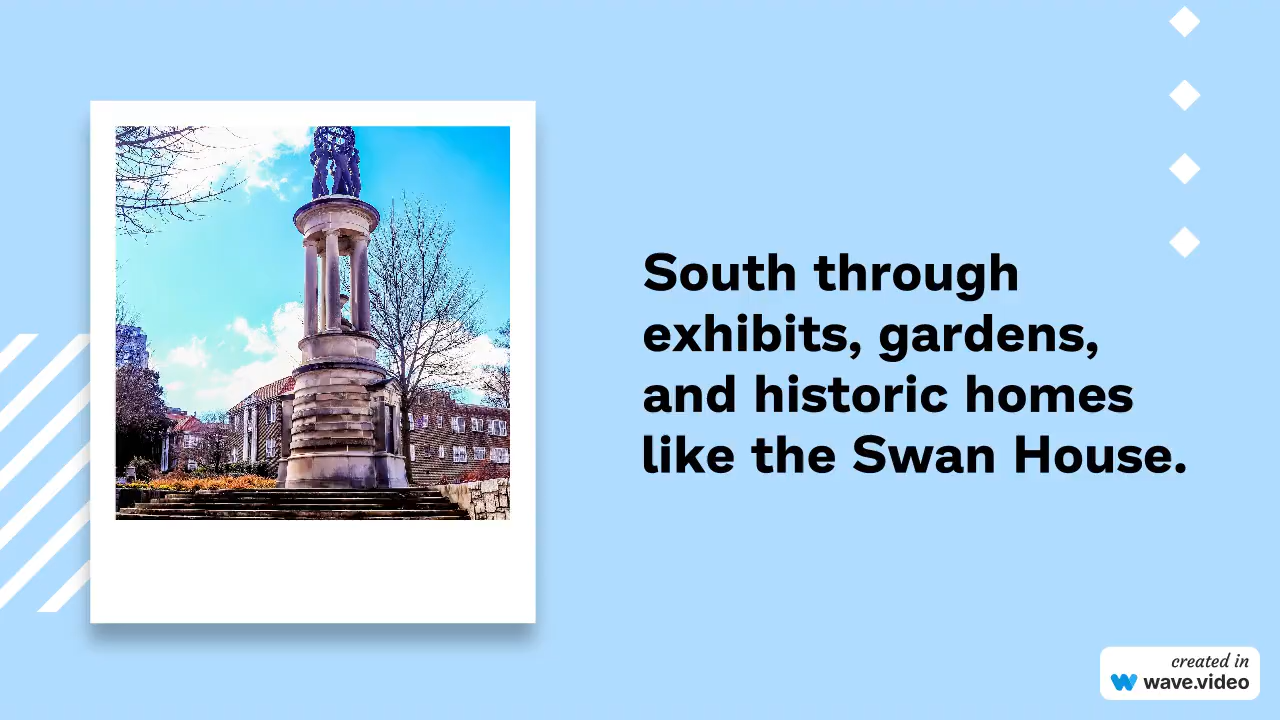 South through
exhibits, gardens,
and historic homes
like the Swan House.
created in
wave.video